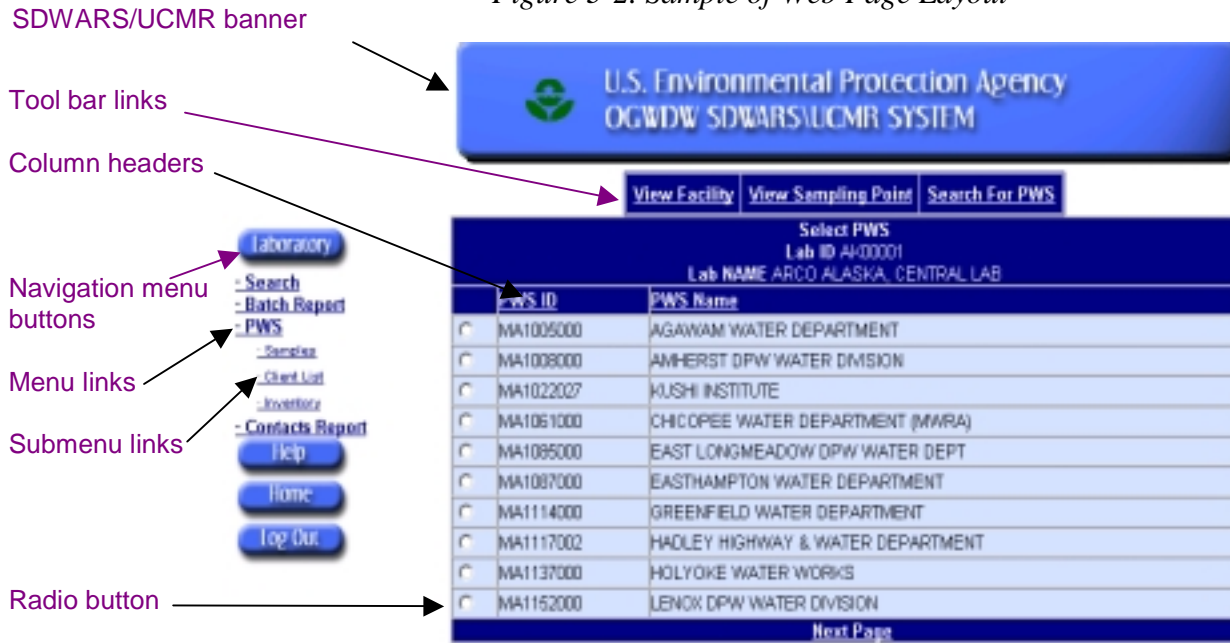 Figure 3-2. Sample of Web Page Layout
SDWARS/UCMR banner
U.S. Environmental Protection Agency
OGWDW SDWARS\UCMR SYSTEM
Tool bar links
Column headers
View Facility View Sampling Point Search For PWS
Select PWS
Lab ID AK00001
Lab NAME ARCO ALASKA, CENTRAL LAB
Navigation menu
buttons
Menu links
Submenu links
Radio button
Laboratory
- Search
- Batch Report
- PWS
- Samples
- Client List
- Inventory
- Contacts Report
Help
Home
Log Out
PWS ID PWS Name
MA1005000 AGAWAM WATER DEPARTMENT
MA1008000 AMHERST DPW WATER DIVISION
MA1022027 KUSHI INSTITUTE
MA1061000 CHICOPEE WATER DEPARTMENT (MWRA)
MA1085000 EAST LONGMEADOW DPW WATER DEPT
MA1087000 EASTHAMPTON WATER DEPARTMENT
MA1114000 GREENFIELD WATER DEPARTMENT
MA1117002 HADLEY HIGHWAY & WATER DEPARTMENT
MA1137000 HOLYOKE WATER WORKS
MA1152000 LENOX DPW WATER DIVISION
Next Page